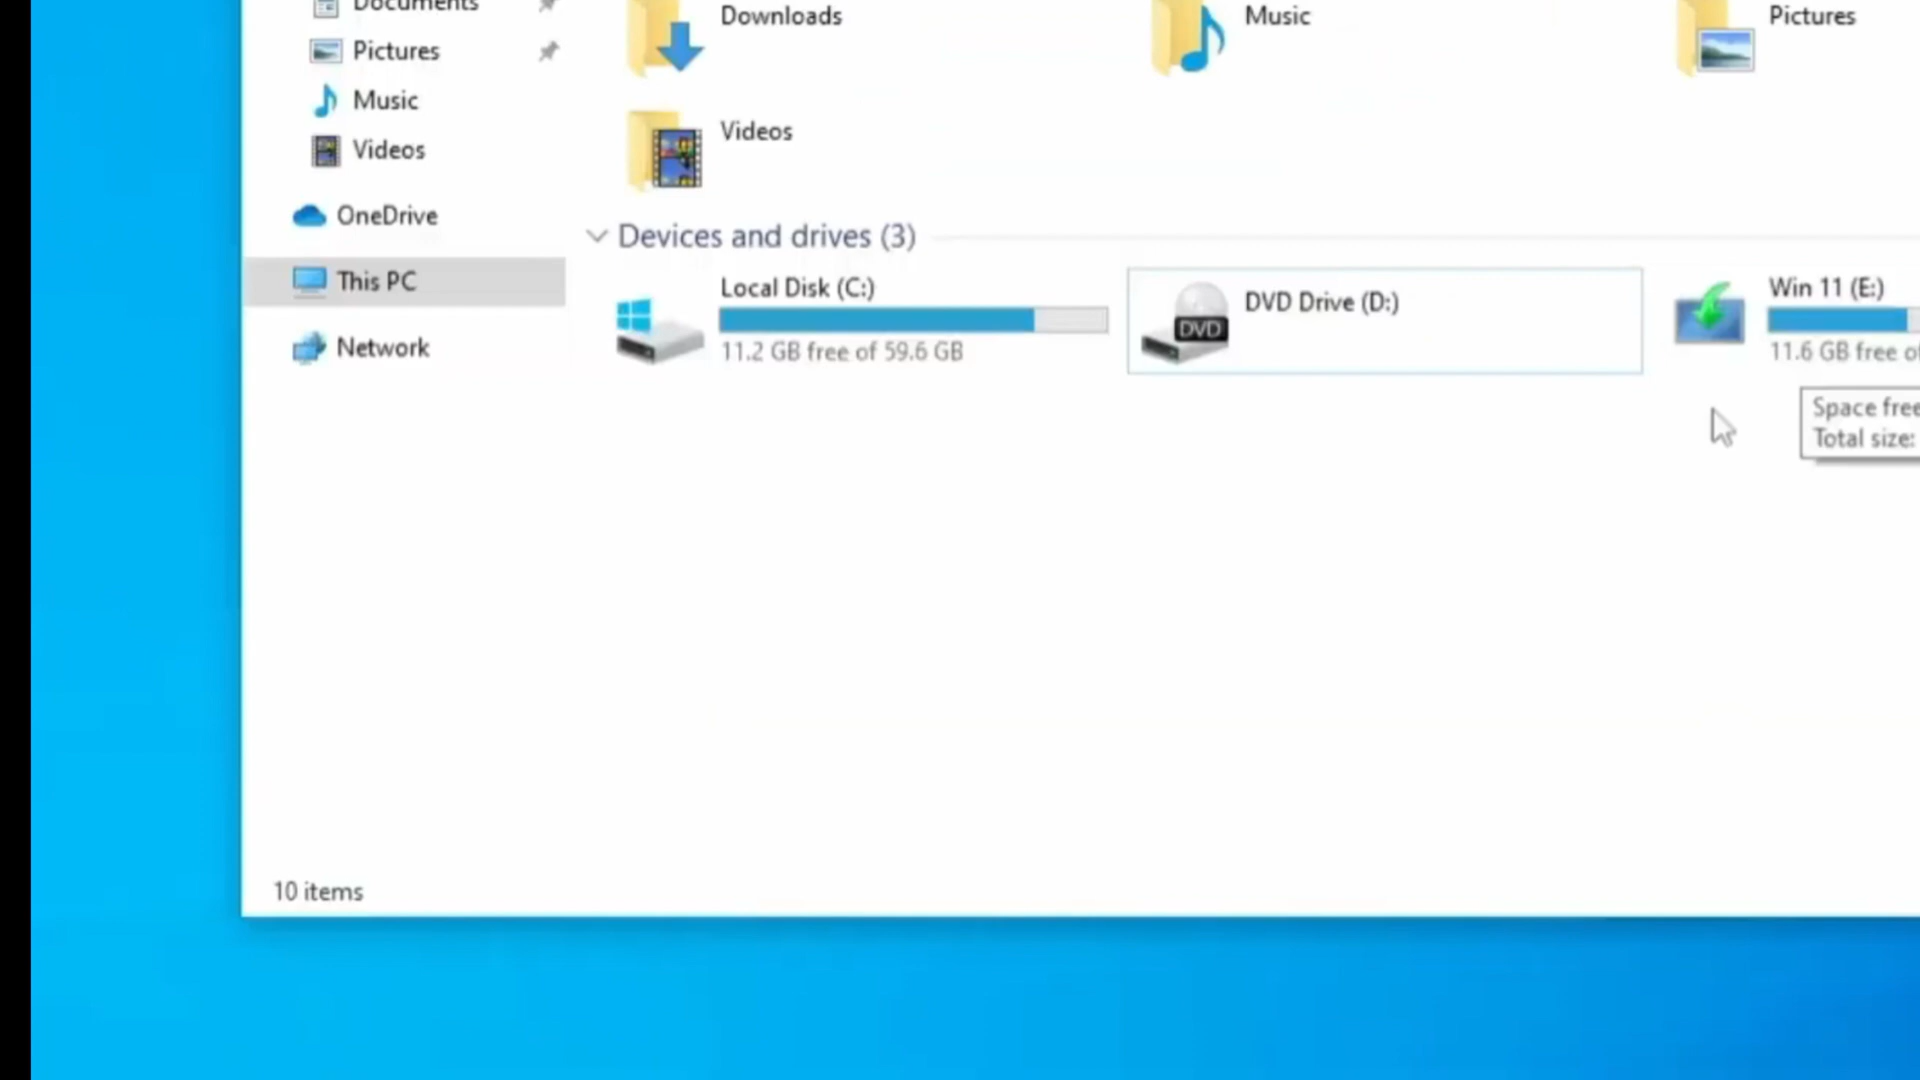 Documents
Pictures
Music
Videos
OneDrive
This PC
Network
Downloads
Music
Pictures
Videos
Devices and drives (3)
Local Disk (C:)
11.2 GB free of 59.6 GB
DVD
DVD Drive (D:)
Win 11 (E:)
11.6 GB free of
Space free
Total size:
10 items